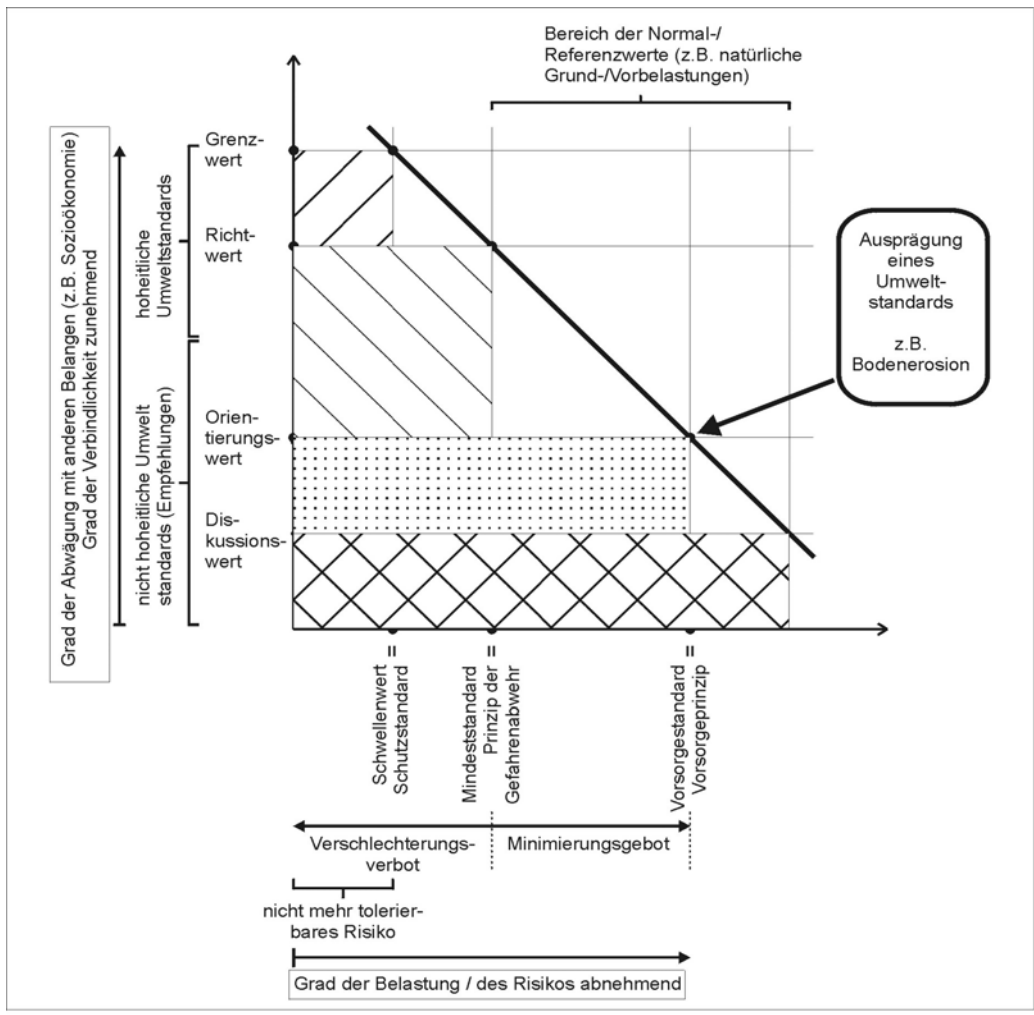 Bereich der Normal-/
Referenzwerte (z.B. natürliche
Grund-/Vorbelastungen)
Grad der Abwägung mit anderen Belangen (z.B. Sozioökonomie)
Grad der Verbindlichkeit zunehmend
hoheitliche
Umweltstandards
nicht hoheitliche Umwelt
standards (Empfehlungen)
Grenz-
wert
Richt-
wert
Orien-
tierungs-
wert
Dis-
kussions-
wert
Ausprägung
eines
Umwelt-
standards
z.B.
Bodenerosion
=
Schwellenwert
Schutzstandard
=
Mindeststandard
Prinzip der
Gefahrenabwehr
=
Vorsorgestandard
Vorsorgeprinzip
Verschlechterungs-
verbot
Minimierungsgebot
nicht mehr tolerier-
bares Risiko
Grad der Belastung / des Risikos abnehmend